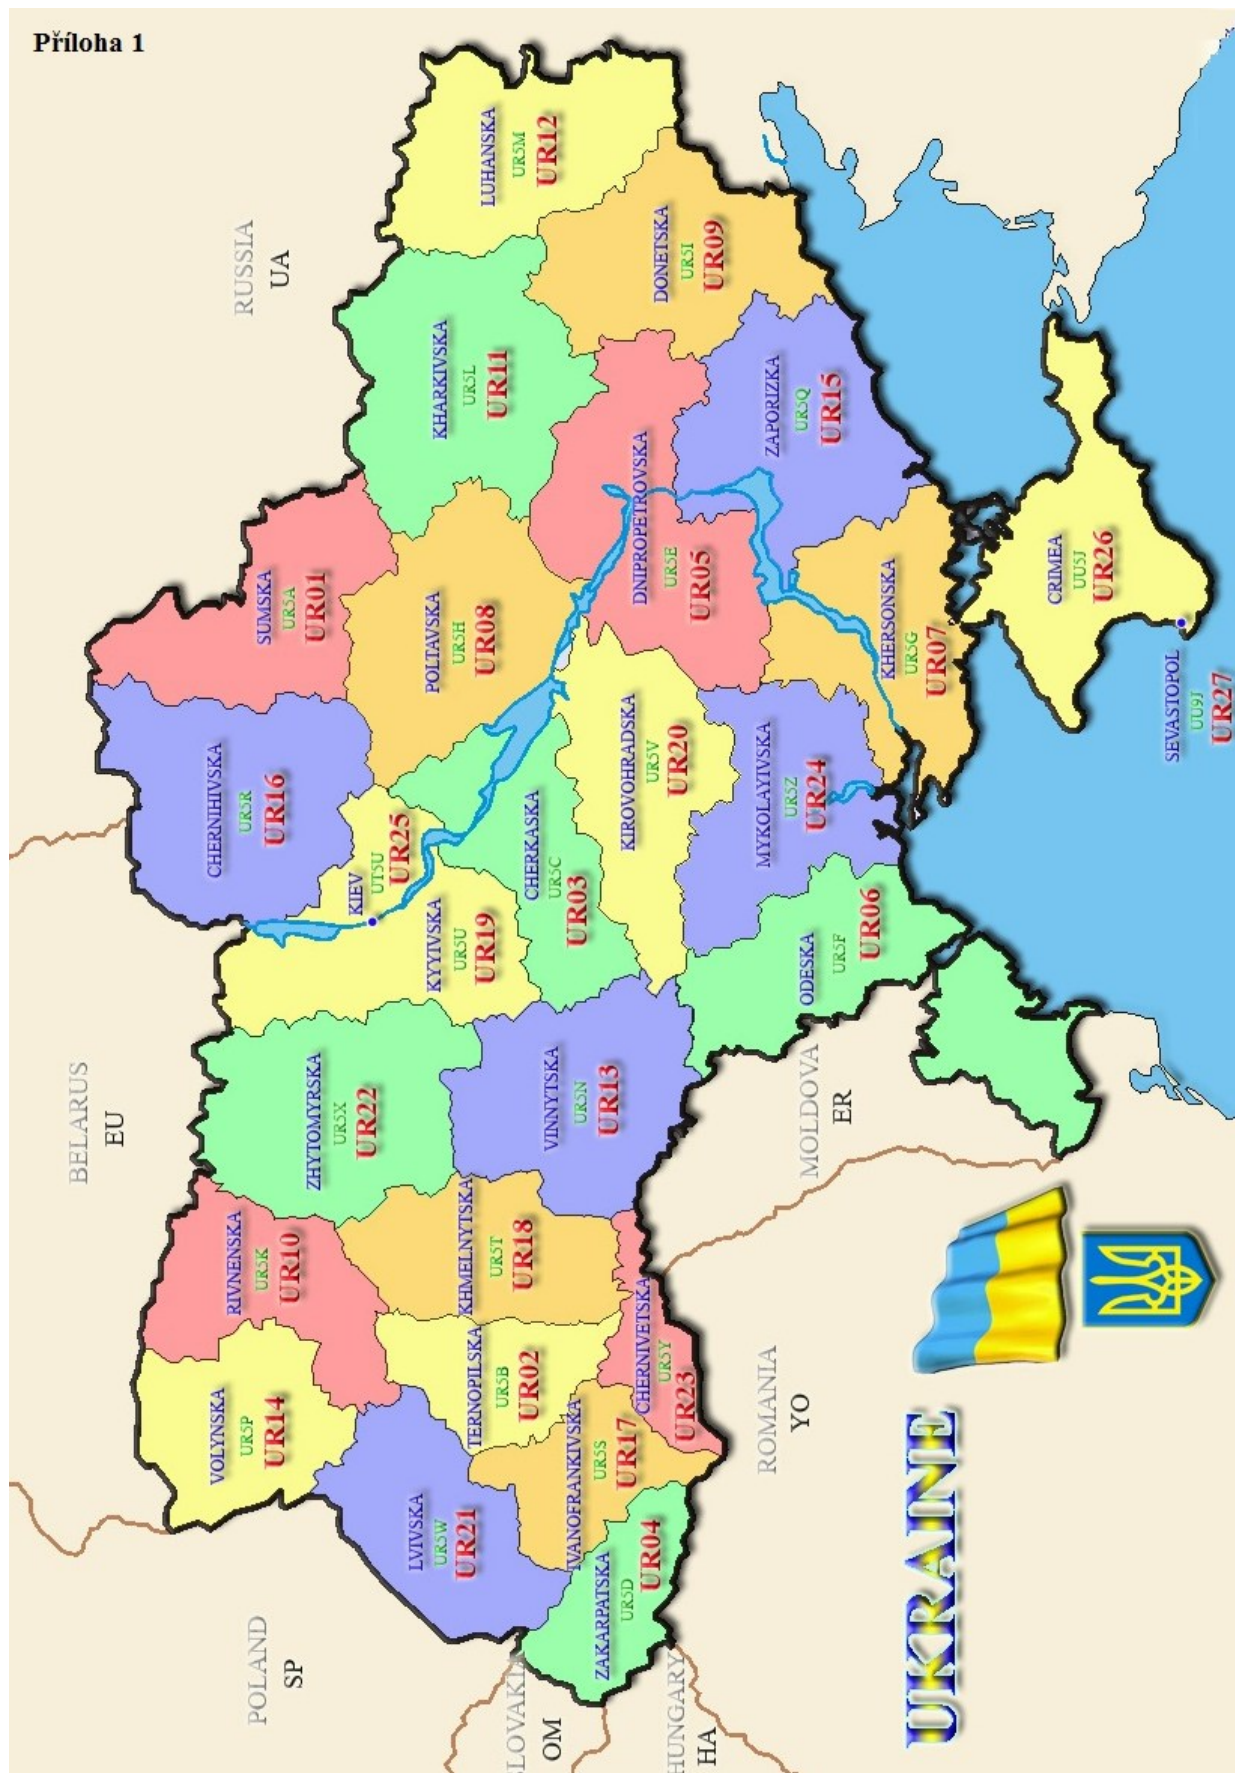 Příloha 1
RUSSIA
UA
BELARUS
EU
POLAND
SP
SLOVAKIA
OM
HUNGARY
HA
ROMANIA
YO
MOLDOVA
ER
VOLYNSKA
UR5P
UR14
RIVNENSKA
UR5K
UR10
ZHYTOMYRSKA
UR5X
UR22
CHERNIHIVSKA
UR5R
UR16
SUMSKA
UR5A
UR01
KIEV
UT5U
UR25
KYYIVSKA
UR5U
UR19
LVIVSKA
UR5W
UR21
TERNOPILSKA
UR5B
UR02
KHMELNYTSKA
UR5T
UR18
VINNYTSKA
UR5N
UR13
CHERKASKA
UR5C
UR03
POLTAVSKA
UR5H
UR08
KHARKIVSKA
UR5L
UR11
LUHANSKA
UR5M
UR12
ZAKARPATSKA
UR5D
UR04
IVANOFRANKIVSKA
UR5S
UR17
CHERNIVETSKA
UR5Y
UR23
KIROVOHRADSKA
UR5V
UR20
DNIPROPETROVSKA
UR5E
UR05
DONETSKA
UR5I
UR09
ODESKA
UR5F
UR06
MYKOLAYIVSKA
UR5Z
UR24
KHERSONSKA
UR5G
UR07
ZAPORIZKA
UR5Q
UR15
CRIMEA
UU5J
UR26
SEVASTOPOL
UU9J
UR27
UKRAINE